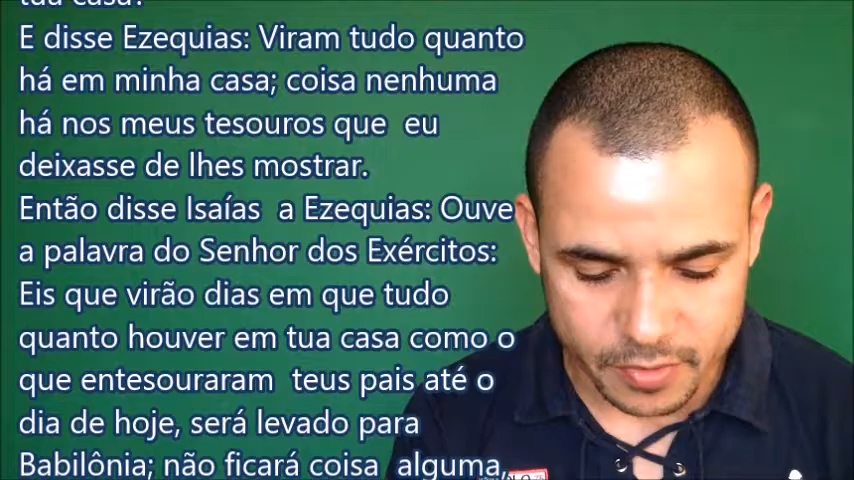 tua casa?
E disse Ezequias: Viram tudo quanto
há em minha casa; coisa nenhuma
há nos meus tesouros que eu
deixasse de lhes mostrar.
Então disse Isaías a Ezequias: Ouve
a palavra do Senhor dos Exércitos:
Eis que virão dias em que tudo
quanto houver em tua casa como o
que entesouraram teus pais até o
dia de hoje, será levado para
Babilônia; não ficará coisa alguma,